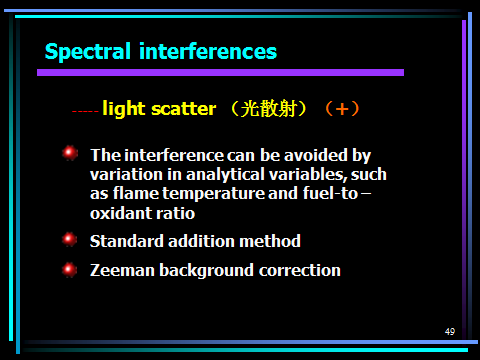 Spectral interferences
----- light scatter （光散射）（+）
The interference can be avoided by
variation in analytical variables, such
as flame temperature and fuel-to –
oxidant ratio
Standard addition method
Zeeman background correction
49